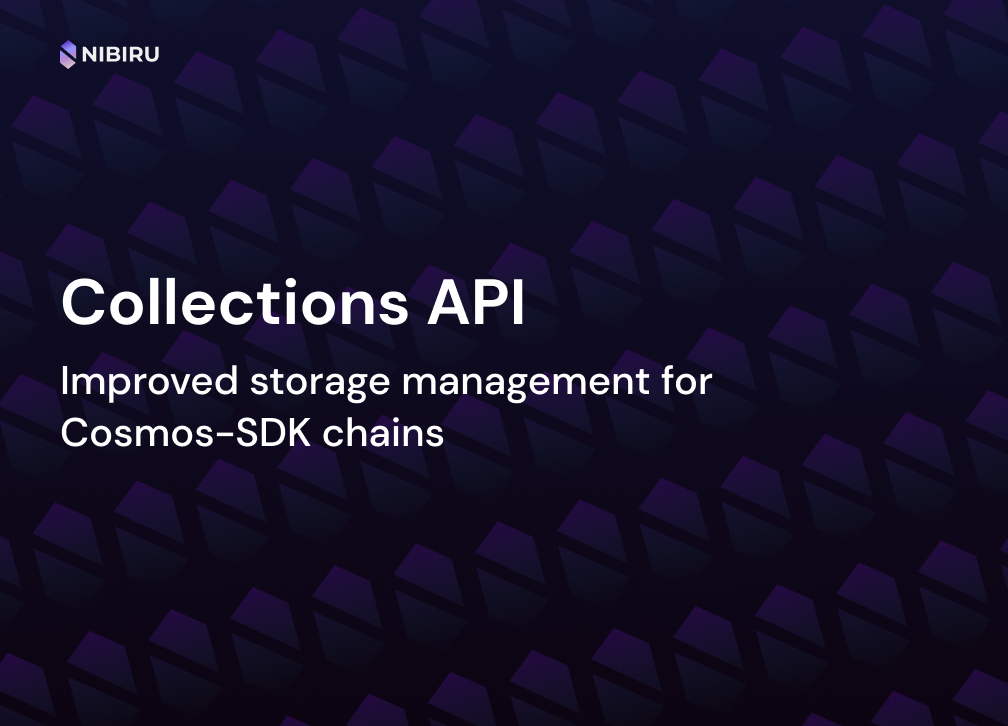 NIBIRU
Collections API
Improved storage management for
Cosmos-SDK chains